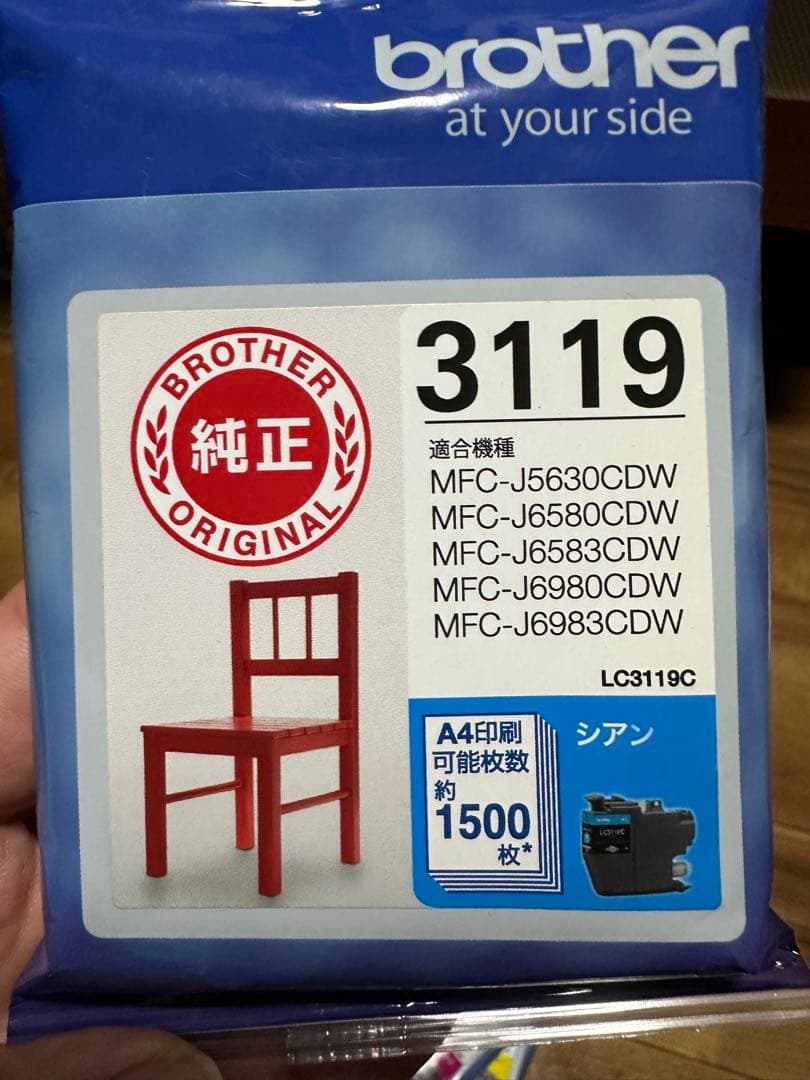 brother
at your side
BROTHER
純正
ORIGINAL
3119
適合機種
MFC-J5630CDW
MFC-J6580CDW
MFC-J6583CDW
MFC-J6980CDW
MFC-J6983CDW
LC3119C
A4印刷
可能枚数
約
1500
枚*
シアン
LC3119C